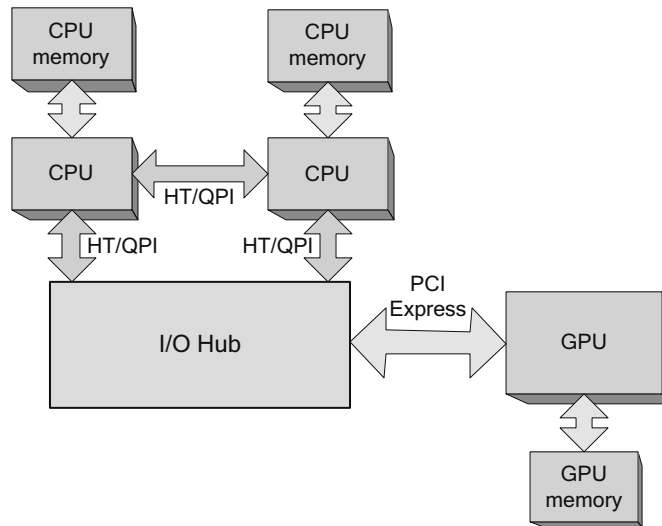 CPU
memory
CPU
memory
CPU
HT/QPI
CPU
HT/QPI
HT/QPI
PCI
Express
I/O Hub
GPU
GPU
memory